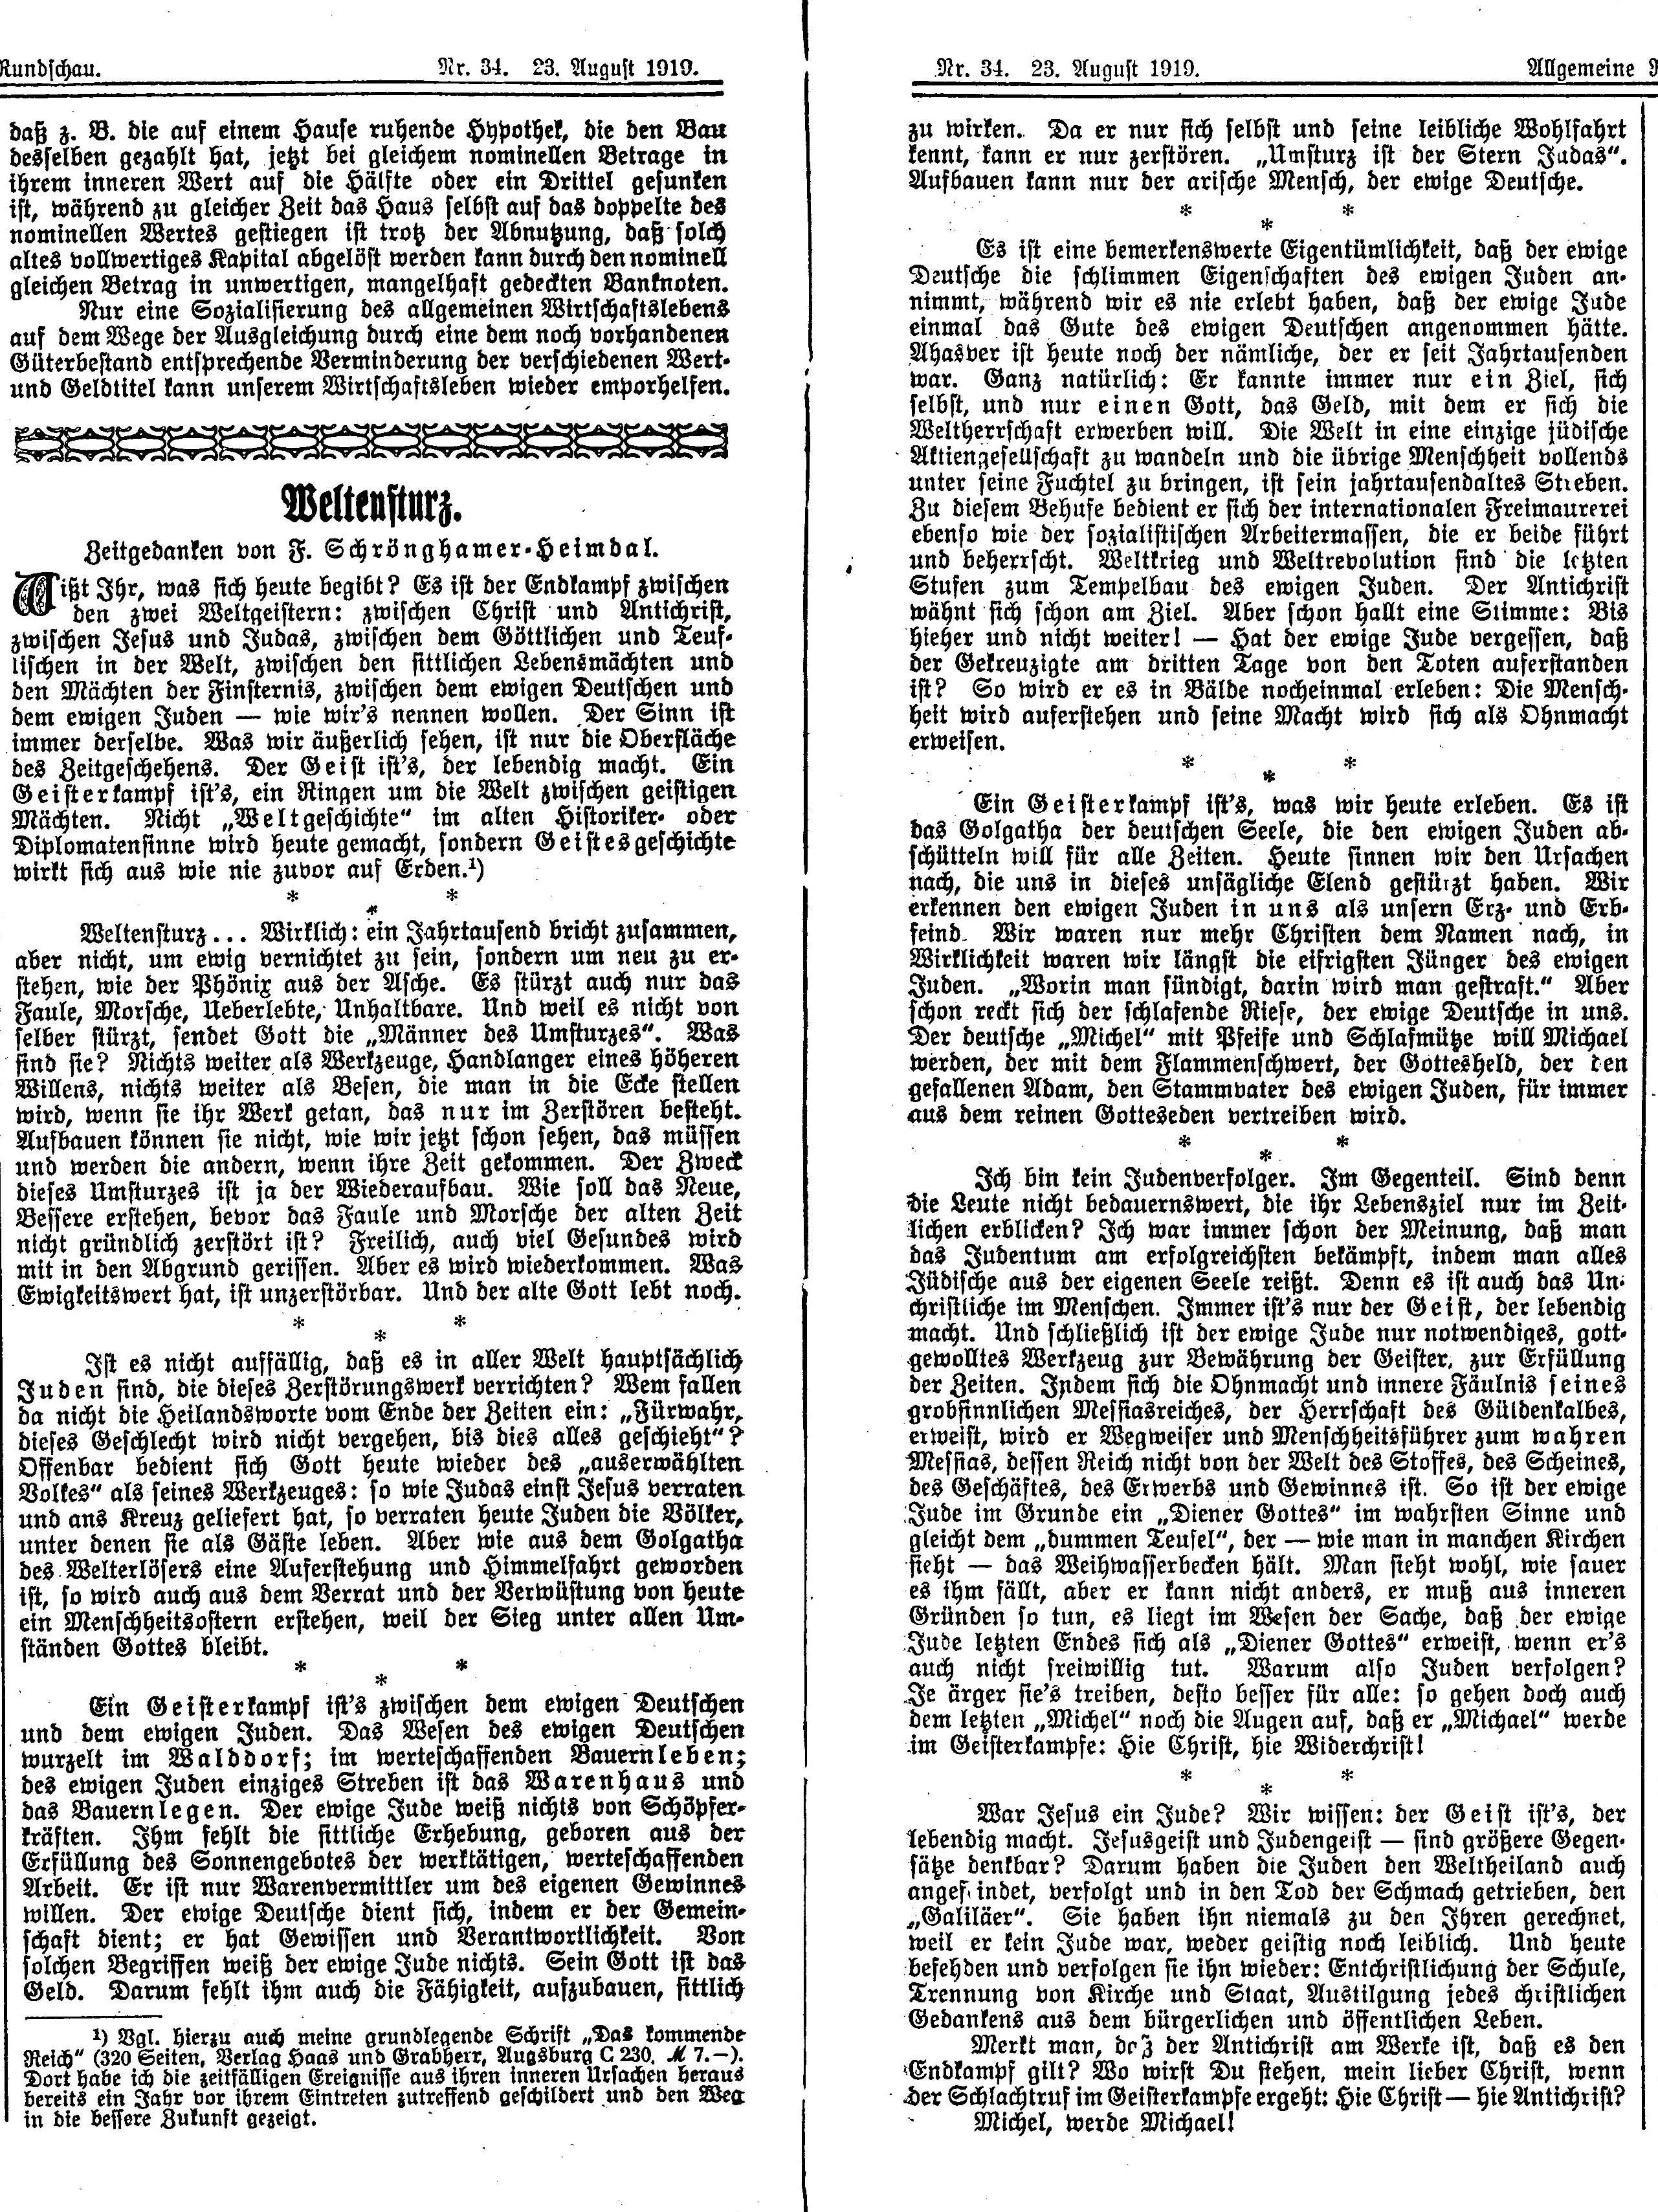 Rundschau. Nr. 34. 23. August 1919.
daß z. B. die auf einem Hause ruhende Hypothek, die den Bau
desselben gezahlt hat, jetzt bei gleichem nominellen Betrage in
ihrem inneren Wert auf die Hälfte oder ein Drittel gesunken
ist, während zu gleicher Zeit das Haus selbst auf das doppelte des
nominellen Wertes gestiegen ist trotz der Abnutzung, daß solch
altes vollwertiges Kapital abgelöst werden kann durch den nominell
gleichen Betrag in unwertigen, mangelhaft gedeckten Banknoten.
Nur eine Sozialisierung des allgemeinen Wirtschaftslebens
auf dem Wege der Ausgleichung durch eine dem noch vorhandenen
Güterbestand entsprechende Verminderung der verschiedenen Wert-
und Geldtitel kann unserem Wirtschaftsleben wieder emporhelfen.
Weltensturz.
Zeitgedanken von F. Schrönghamer-Heimdal.
Wißt Ihr, was sich heute begibt? Es ist der Endkampf zwischen
den zwei Weltgeistern: zwischen Christ und Antichrist,
zwischen Jesus und Judas, zwischen dem Göttlichen und Teuf-
lischen in der Welt, zwischen den sittlichen Lebensmächten und
den Mächten der Finsternis, zwischen dem ewigen Deutschen und
dem ewigen Juden — wie wir's nennen wollen. Der Sinn ist
immer derselbe. Was wir äußerlich sehen, ist nur die Oberfläche
des Zeitgeschehens. Der Geist ist's, der lebendig macht. Ein
Geisterkampf ist's, ein Ringen um die Welt zwischen geistigen
Mächten. Nicht „Weltgeschichte" im alten Historiker- oder
Diplomatensinne wird heute gemacht, sondern Geistesgeschichte
wirkt sich aus wie nie zuvor auf Erden.¹)
* * *
Weltensturz... Wirklich: ein Jahrtausend bricht zusammen,
aber nicht, um ewig vernichtet zu sein, sondern um neu zu er-
stehen, wie der Phönix aus der Asche. Es stürzt auch nur das
Faule, Morsche, Ueberlebte, Unhaltbare. Und weil es nicht von
selber stürzt, sendet Gott die „Männer des Umsturzes". Was
sind sie? Nichts weiter als Werkzeuge, Handlanger eines höheren
Willens, nichts weiter als Besen, die man in die Ecke stellen
wird, wenn sie ihr Werk getan, das nur im Zerstören besteht.
Aufbauen können sie nicht, wie wir jetzt schon sehen, das müssen
und werden die andern, wenn ihre Zeit gekommen. Der Zweck
dieses Umsturzes ist ja der Wiederaufbau. Wie soll das Neue,
Bessere erstehen, bevor das Faule und Morsche der alten Zeit
nicht gründlich zerstört ist? Freilich, auch viel Gesundes wird
mit in den Abgrund gerissen. Aber es wird wiederkommen. Was
Ewigkeitswert hat, ist unzerstörbar. Und der alte Gott lebt noch.
* * *
Ist es nicht auffällig, daß es in aller Welt hauptsächlich
Juden sind, die dieses Zerstörungswerk verrichten? Wem fallen
da nicht die Heilandsworte vom Ende der Zeiten ein: „Fürwahr,
dieses Geschlecht wird nicht vergehen, bis dies alles geschieht"?
Offenbar bedient sich Gott heute wieder des „auserwählten
Volkes" als seines Werkzeuges: so wie Judas einst Jesus verraten
und ans Kreuz geliefert hat, so verraten heute Juden die Völker,
unter denen sie als Gäste leben. Aber wie aus dem Golgatha
des Welterlösers eine Auferstehung und Himmelfahrt geworden
ist, so wird auch aus dem Verrat und der Verwüstung von heute
ein Menschheitsostern erstehen, weil der Sieg unter allen Um-
ständen Gottes bleibt.
* * *
Ein Geisterkampf ist's zwischen dem ewigen Deutschen
und dem ewigen Juden. Das Wesen des ewigen Deutschen
wurzelt im Walddorf; im werteschaffenden Bauernleben;
des ewigen Juden einziges Streben ist das Warenhaus und
das Bauernlegen. Der ewige Jude weiß nichts von Schöpfer-
kräften. Ihm fehlt die sittliche Erhebung, geboren aus der
Erfüllung des Sonnengebotes der werktätigen, werteschaffenden
Arbeit. Er ist nur Warenvermittler um des eigenen Gewinnes
willen. Der ewige Deutsche dient sich, indem er der Gemein-
schaft dient; er hat Gewissen und Verantwortlichkeit. Von
solchen Begriffen weiß der ewige Jude nichts. Sein Gott ist das
Geld. Darum fehlt ihm auch die Fähigkeit, aufzubauen, sittlich
¹) Vgl. hierzu auch meine grundlegende Schrift „Das kommende
Reich" (320 Seiten, Verlag Haas und Grabherr, Augsburg C 230, ℳ 7.—).
Dort habe ich die zeitfälligen Ereignisse aus ihren inneren Ursachen heraus
bereits ein Jahr vor ihrem Eintreten zutreffend geschildert und den Weg
in die bessere Zukunft gezeigt.
Nr. 34. 23. August 1919. Allgemeine R
zu wirken. Da er nur sich selbst und seine leibliche Wohlfahrt
kennt, kann er nur zerstören. „Umsturz ist der Stern Judas".
Aufbauen kann nur der arische Mensch, der ewige Deutsche.
* * *
Es ist eine bemerkenswerte Eigentümlichkeit, daß der ewige
Deutsche die schlimmen Eigenschaften des ewigen Juden an-
nimmt, während wir es nie erlebt haben, daß der ewige Jude
einmal das Gute des ewigen Deutschen angenommen hätte.
Ahasver ist heute noch der nämliche, der er seit Jahrtausenden
war. Ganz natürlich: Er kannte immer nur ein Ziel, sich
selbst, und nur einen Gott, das Geld, mit dem er sich die
Weltherrschaft erwerben will. Die Welt in eine einzige jüdische
Aktiengesellschaft zu wandeln und die übrige Menschheit vollends
unter seine Fuchtel zu bringen, ist sein jahrtausendaltes Streben.
Zu diesem Behufe bedient er sich der internationalen Freimaurerei
ebenso wie der sozialistischen Arbeitermassen, die er beide führt
und beherrscht. Weltkrieg und Weltrevolution sind die letzten
Stufen zum Tempelbau des ewigen Juden. Der Antichrist
wähnt sich schon am Ziel. Aber schon hallt eine Stimme: Bis
hieher und nicht weiter! — Hat der ewige Jude vergessen, daß
der Gekreuzigte am dritten Tage von den Toten auferstanden
ist? So wird er es in Bälde nocheinmal erleben: Die Mensch-
heit wird auferstehen und seine Macht wird sich als Ohnmacht
erweisen.
* * *
Ein Geisterkampf ist's, was wir heute erleben. Es ist
das Golgatha der deutschen Seele, die den ewigen Juden ab-
schütteln will für alle Zeiten. Heute sinnen wir den Ursachen
nach, die uns in dieses unsägliche Elend gestürzt haben. Wir
erkennen den ewigen Juden in uns als unsern Erz- und Erb-
feind. Wir waren nur mehr Christen dem Namen nach, in
Wirklichkeit waren wir längst die eifrigsten Jünger des ewigen
Juden. „Worin man sündigt, darin wird man gestraft." Aber
schon reckt sich der schlafende Riese, der ewige Deutsche in uns.
Der deutsche „Michel" mit Pfeife und Schlafmütze will Michael
werden, der mit dem Flammenschwert, der Gottesheld, der den
gefallenen Adam, den Stammvater des ewigen Juden, für immer
aus dem reinen Gotteseden vertreiben wird.
* * *
Ich bin kein Judenverfolger. Im Gegenteil. Sind denn
die Leute nicht bedauernswert, die ihr Lebensziel nur im Zeit-
lichen erblicken? Ich war immer schon der Meinung, daß man
das Judentum am erfolgreichsten bekämpft, indem man alles
Jüdische aus der eigenen Seele reißt. Denn es ist auch das Un-
christliche im Menschen. Immer ist's nur der Geist, der lebendig
macht. Und schließlich ist der ewige Jude nur notwendiges, gott-
gewolltes Werkzeug zur Bewährung der Geister, zur Erfüllung
der Zeiten. Indem sich die Ohnmacht und innere Fäulnis seines
grobsinnlichen Messiasreiches, der Herrschaft des Güldenkalbes,
erweist, wird er Wegweiser und Menschheitsführer zum wahren
Messias, dessen Reich nicht von der Welt des Stoffes, des Scheines,
des Geschäftes, des Erwerbs und Gewinnes ist. So ist der ewige
Jude im Grunde ein „Diener Gottes" im wahrsten Sinne und
gleicht dem „dummen Teufel", der — wie man in manchen Kirchen
sieht — das Weihwasserbecken hält. Man sieht wohl, wie sauer
es ihm fällt, aber er kann nicht anders, er muß aus inneren
Gründen so tun, es liegt im Wesen der Sache, daß der ewige
Jude letzten Endes sich als „Diener Gottes" erweist, wenn er's
auch nicht freiwillig tut. Warum also Juden verfolgen?
Je ärger sie's treiben, desto besser für alle: so gehen doch auch
dem letzten „Michel" noch die Augen auf, daß er „Michael" werde
im Geisterkampfe: Hie Christ, hie Widerchrist!
* * *
War Jesus ein Jude? Wir wissen: der Geist ist's, der
lebendig macht. Jesusgeist und Judengeist — sind größere Gegen-
sätze denkbar? Darum haben die Juden den Weltheiland auch
angefeindet, verfolgt und in den Tod der Schmach getrieben, den
„Galiläer". Sie haben ihn niemals zu den Ihren gerechnet,
weil er kein Jude war, weder geistig noch leiblich. Und heute
befehden und verfolgen sie ihn wieder: Entchristlichung der Schule,
Trennung von Kirche und Staat, Austilgung jedes christlichen
Gedankens aus dem bürgerlichen und öffentlichen Leben.
Merkt man, daß der Antichrist am Werke ist, daß es den
Endkampf gilt? Wo wirst Du stehen, mein lieber Christ, wenn
der Schlachtruf im Geisterkampfe ergeht: Hie Christ — hie Antichrist?
Michel, werde Michael!